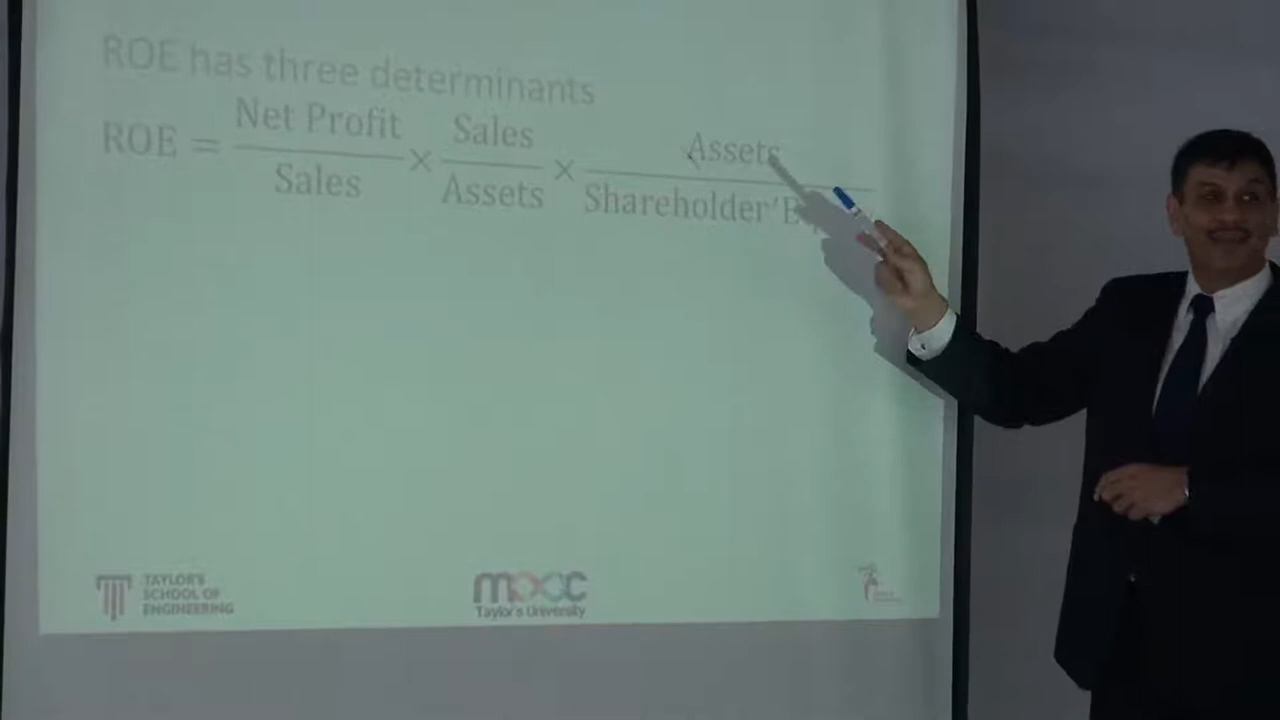 ROE has three determinants
ROE = Net Profit / Sales × Sales / Assets × Assets / Shareholder'E
TAYLOR'S
SCHOOL OF
ENGINEERING
mooc
Taylor's University